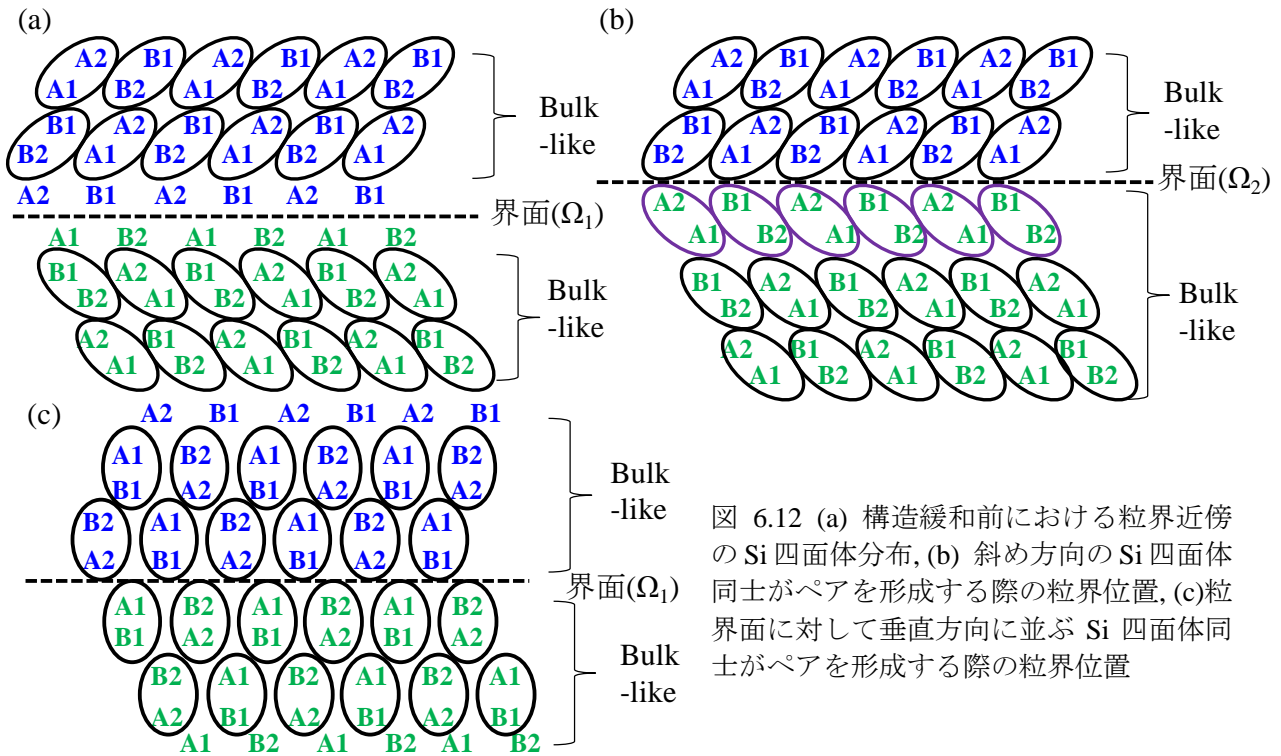 (a)
A2 B1 A2 B1 A2 B1
A1 B2 A1 B2 A1 B2
B1 A2 B1 A2 B1 A2
B2 A1 B2 A1 B2 A1
A2 B1 A2 B1 A2 B1
Bulk
-like
界面(Ω1)
A1 B2 A1 B2 A1 B2
B1 A2 B1 A2 B1 A2
B2 A1 B2 A1 B2 A1
A2 B1 A2 B1 A2 B1
A1 B2 A1 B2 A1 B2
Bulk
-like
(b)
A2 B1 A2 B1 A2 B1
A1 B2 A1 B2 A1 B2
B1 A2 B1 A2 B1 A2
B2 A1 B2 A1 B2 A1
Bulk
-like
界面(Ω2)
A2 B1 A2 B1 A2 B1
A1 B2 A1 B2 A1 B2
B1 A2 B1 A2 B1 A2
B2 A1 B2 A1 B2 A1
A2 B1 A2 B1 A2 B1
A1 B2 A1 B2 A1 B2
Bulk
-like
(c)
A2 B1 A2 B1 A2 B1
A1 B2 A1 B2 A1 B2
B1 A2 B1 A2 B1 A2
B2 A1 B2 A1 B2 A1
A2 B1 A2 B1 A2 B1
Bulk
-like
界面(Ω1)
A1 B2 A1 B2 A1 B2
B1 A2 B1 A2 B1 A2
B2 A1 B2 A1 B2 A1
A2 B1 A2 B1 A2 B1
A1 B2 A1 B2 A1 B2
Bulk
-like
図 6.12 (a) 構造緩和前における粒界近傍
の Si 四面体分布, (b) 斜め方向の Si 四面体
同士がペアを形成する際の粒界位置, (c)粒
界面に対して垂直方向に並ぶ Si 四面体同
士がペアを形成する際の粒界位置